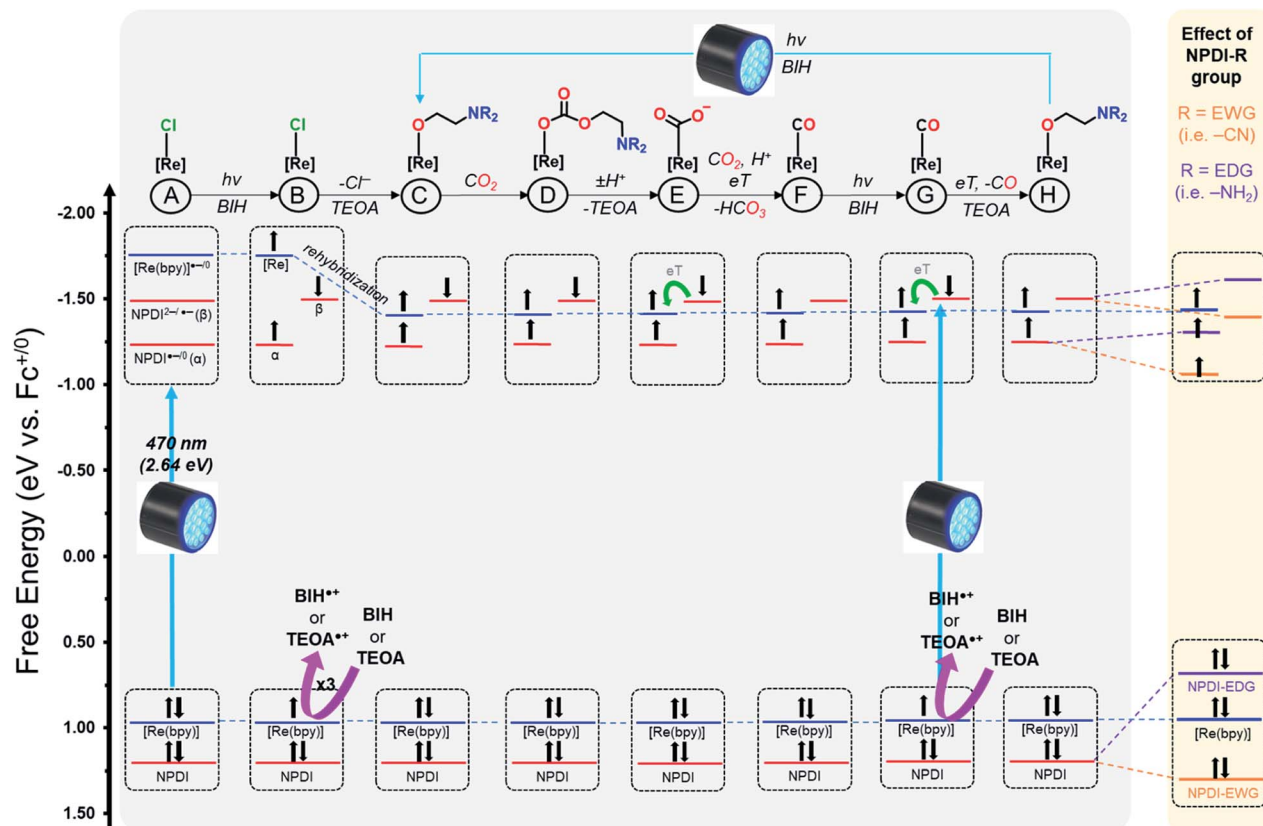 Free Energy (eV vs. Fc⁺/⁰)
-2.00
-1.50
-1.00
-0.50
0.00
0.50
1.00
1.50
hν
BIH
Cl
[Re]
A
hν
BIH
Cl
[Re]
B
-Cl⁻
TEOA
O
NR₂
[Re]
C
CO₂
O
O
O
NR₂
[Re]
D
±H⁺
-TEOA
O
O⁻
[Re]
E
CO₂, H⁺
eT
-HCO₃
CO
[Re]
F
hν
BIH
CO
[Re]
G
eT, -CO
TEOA
O
NR₂
[Re]
H
[Re(bpy)]•−/0
NPDI²⁻/•− (β)
NPDI•−/0 (α)
[Re]
β
α
rehybridization
eT
eT
470 nm
(2.64 eV)
BIH•+
or
TEOA•+
BIH
or
TEOA
x3
BIH•+
or
TEOA•+
BIH
or
TEOA
[Re(bpy)]
NPDI
[Re(bpy)]
NPDI
[Re(bpy)]
NPDI
[Re(bpy)]
NPDI
[Re(bpy)]
NPDI
[Re(bpy)]
NPDI
[Re(bpy)]
NPDI
[Re(bpy)]
NPDI
Effect of
NPDI-R
group
R = EWG
(i.e. –CN)
R = EDG
(i.e. –NH₂)
NPDI-EDG
[Re(bpy)]
NPDI-EWG